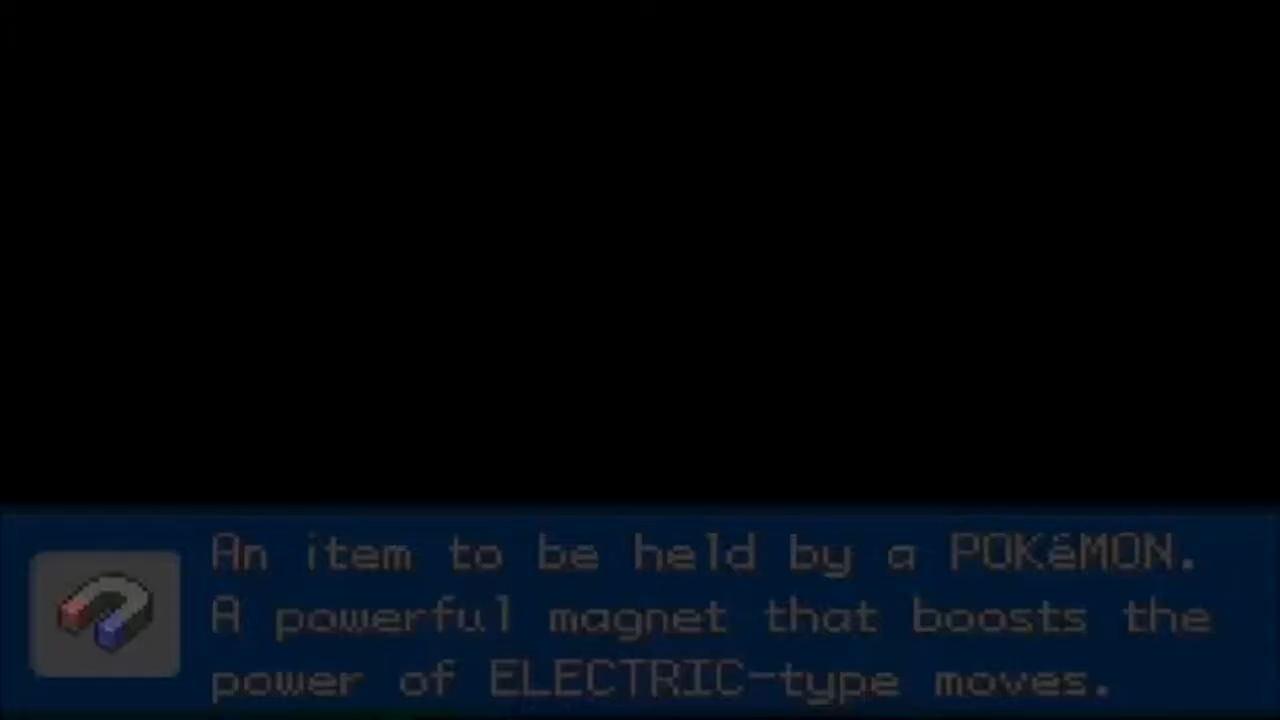 An item to be held by a POKéMON.
A powerful magnet that boosts the
power of ELECTRIC-type moves.